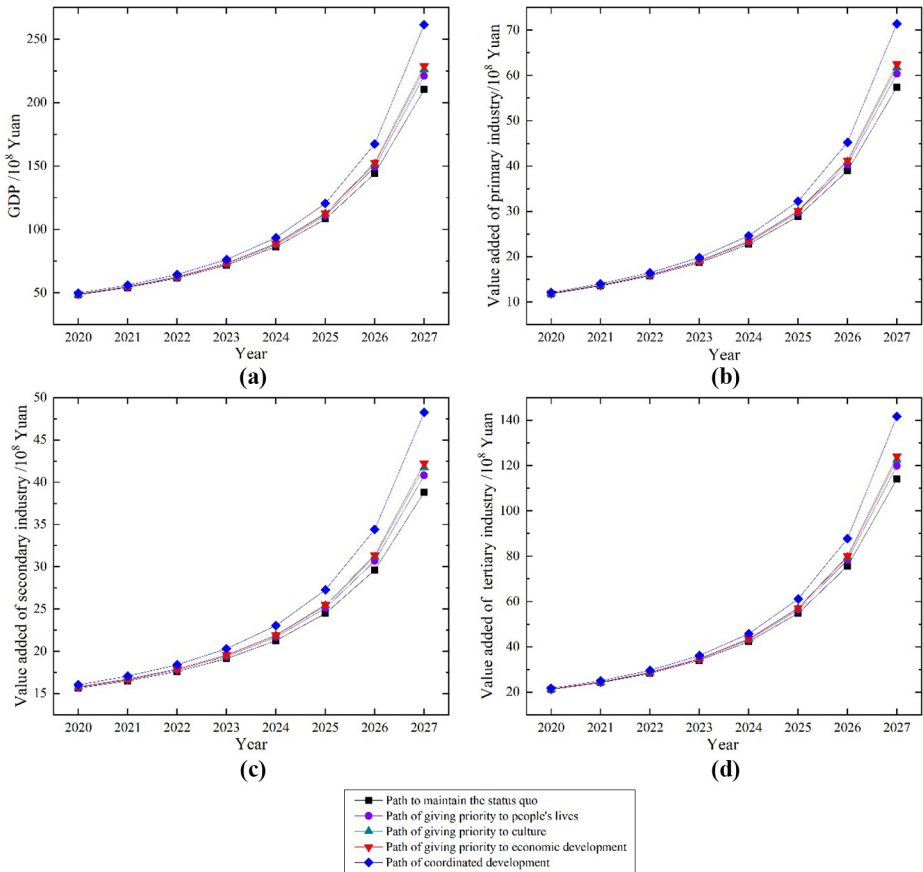 GDP /10⁸ Yuan
250
200
150
100
50
2020 2021 2022 2023 2024 2025 2026 2027
Year
(a)
Value added of primary industry/10⁸ Yuan
70
60
50
40
30
20
10
2020 2021 2022 2023 2024 2025 2026 2027
Year
(b)
Value added of secondary industry /10⁸ Yuan
50
45
40
35
30
25
20
15
2020 2021 2022 2023 2024 2025 2026 2027
Year
(c)
Value added of tertiary industry /10⁸ Yuan
140
120
100
80
60
40
20
2020 2021 2022 2023 2024 2025 2026 2027
Year
(d)
Path to maintain the status quo
Path of giving priority to people's lives
Path of giving priority to culture
Path of giving priority to economic development
Path of coordinated development